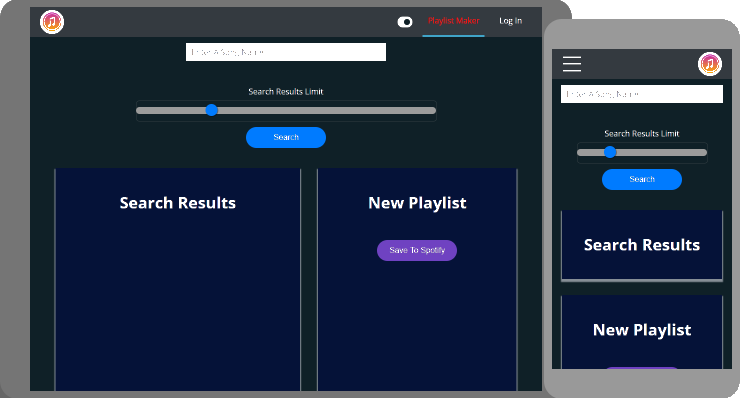 Playlist Maker
Log In
Enter A Song Name
Search Results Limit
Search
Search Results
New Playlist
Save To Spotify
Enter A Song Name
Search Results Limit
Search
Search Results
New Playlist